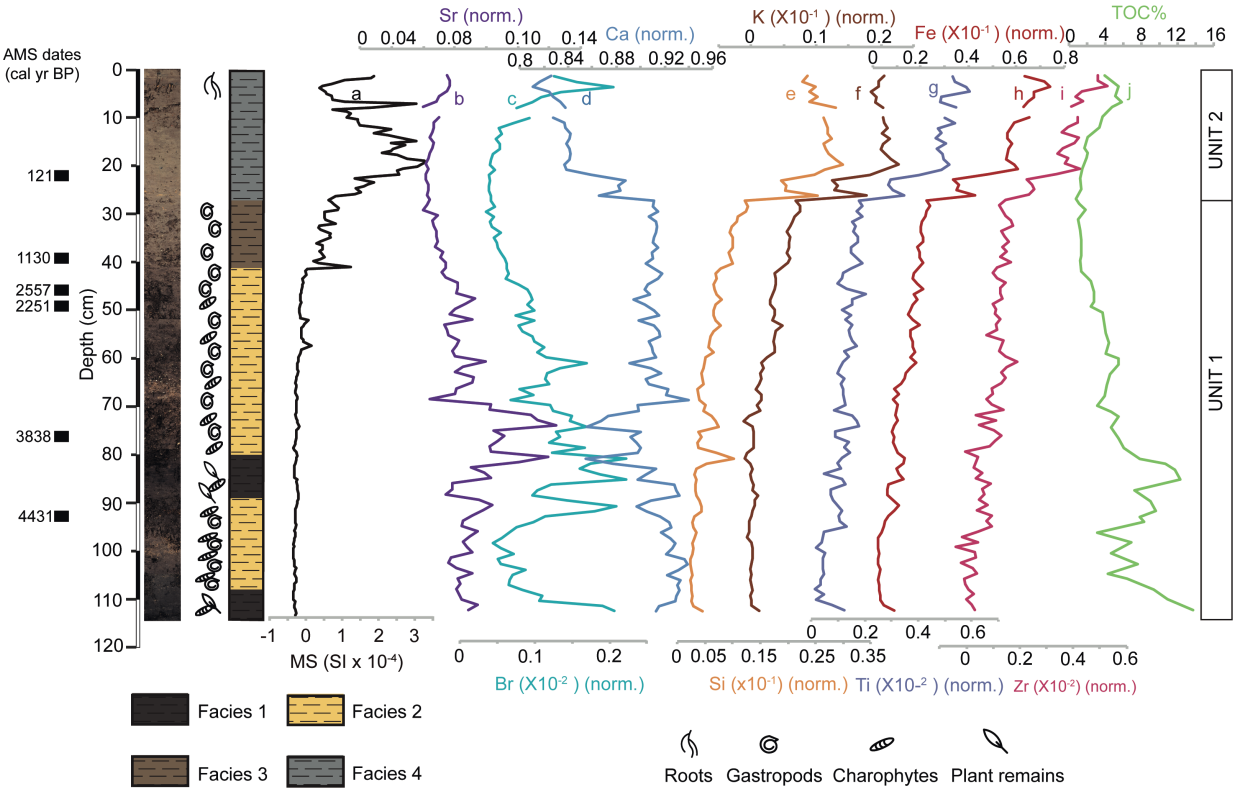 Sr (norm.)
K (X10-1 ) (norm.)
TOC%
0 0.04 0.08 0.10 0.14
Ca (norm.)
0 0.1 0.2
Fe (X10-1 ) (norm.)
0 4 8 12 16
AMS dates
(cal yr BP)
0.8 0.84 0.88 0.92 0.96
0 0.2 0.4 0.6 0.8
0
a b c d e f g h i j
10
UNIT 2
20
121
30
1130
40
2557
2251
50
Depth (cm)
60
70
UNIT 1
3838
80
90
4431
100
110
120
-1 0 1 2 3
MS (SI x 10-4)
0 0.1 0.2
Br (X10-2 ) (norm.)
0 0.05 0.15 0.25 0.35
Si (x10-1) (norm.)
0 0.2 0.4 0.6
Ti (X10-2 ) (norm.)
0 0.2 0.4 0.6
Zr (X10-2) (norm.)
Facies 1
Facies 2
Facies 3
Facies 4
Roots
Gastropods
Charophytes
Plant remains